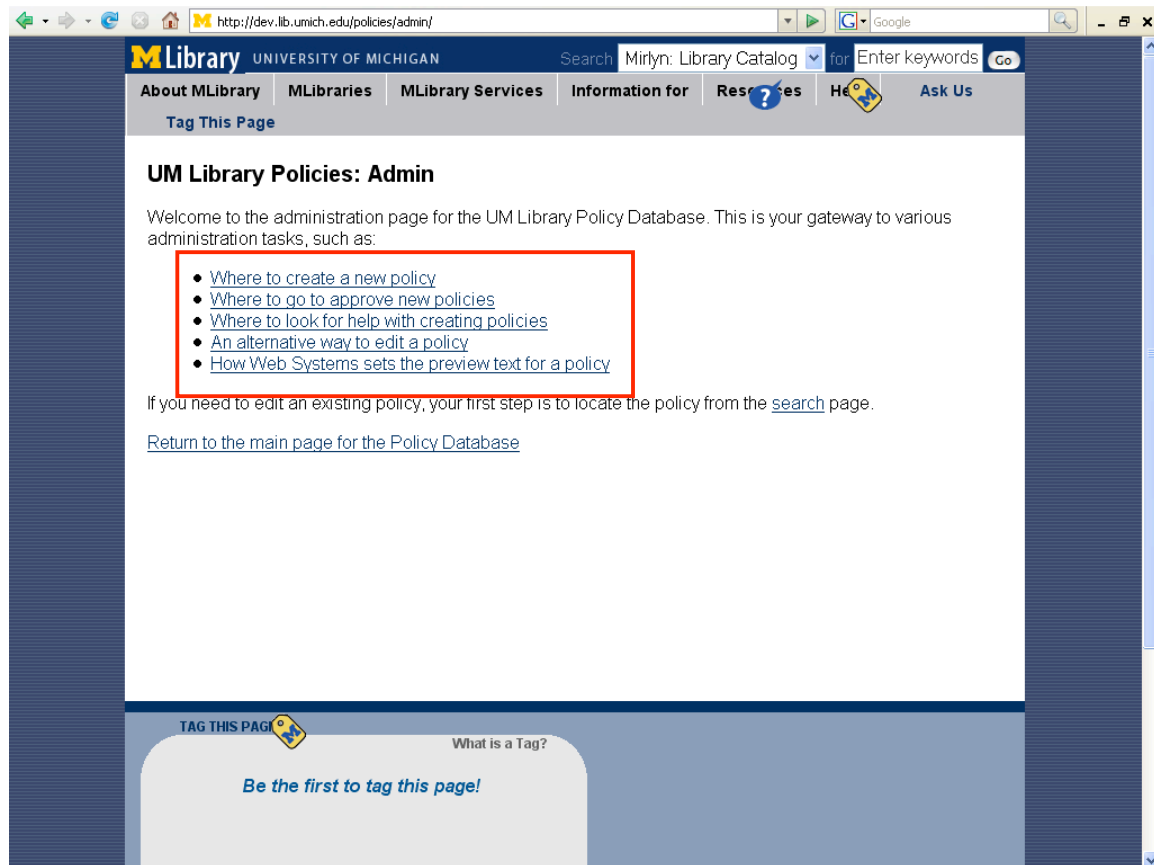 http://dev.lib.umich.edu/policies/admin/
G Google
MLibrary UNIVERSITY OF MICHIGAN Search Mirlyn: Library Catalog for Enter keywords Go
About MLibrary MLibraries MLibrary Services Information for Ask Us
Tag This Page
UM Library Policies: Admin
Welcome to the administration page for the UM Library Policy Database. This is your gateway to various
administration tasks, such as:
• Where to create a new policy
• Where to go to approve new policies
• Where to look for help with creating policies
• An alternative way to edit a policy
• How Web Systems sets the preview text for a policy
If you need to edit an existing policy, your first step is to locate the policy from the search page.
Return to the main page for the Policy Database
TAG THIS PAGE
What is a Tag?
Be the first to tag this page!